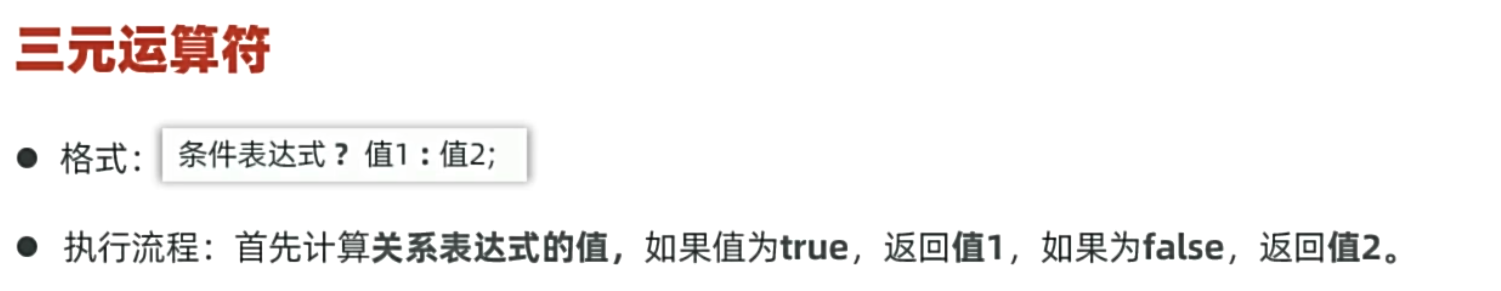 三元运算符
● 格式：条件表达式 ? 值1 : 值2;
● 执行流程：首先计算关系表达式的值，如果值为true，返回值1，如果为false，返回值2。